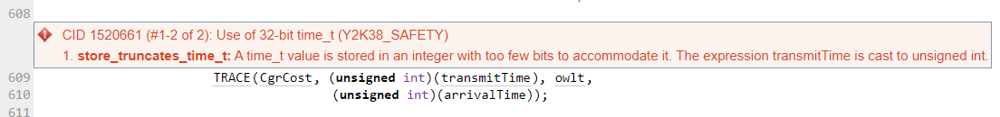 608
CID 1520661 (#1-2 of 2): Use of 32-bit time_t (Y2K38_SAFETY)
1. store_truncates_time_t: A time_t value is stored in an integer with too few bits to accommodate it. The expression transmitTime is cast to unsigned int.
609 TRACE(CgrCost, (unsigned int)(transmitTime), owlt,
610 (unsigned int)(arrivalTime));
611